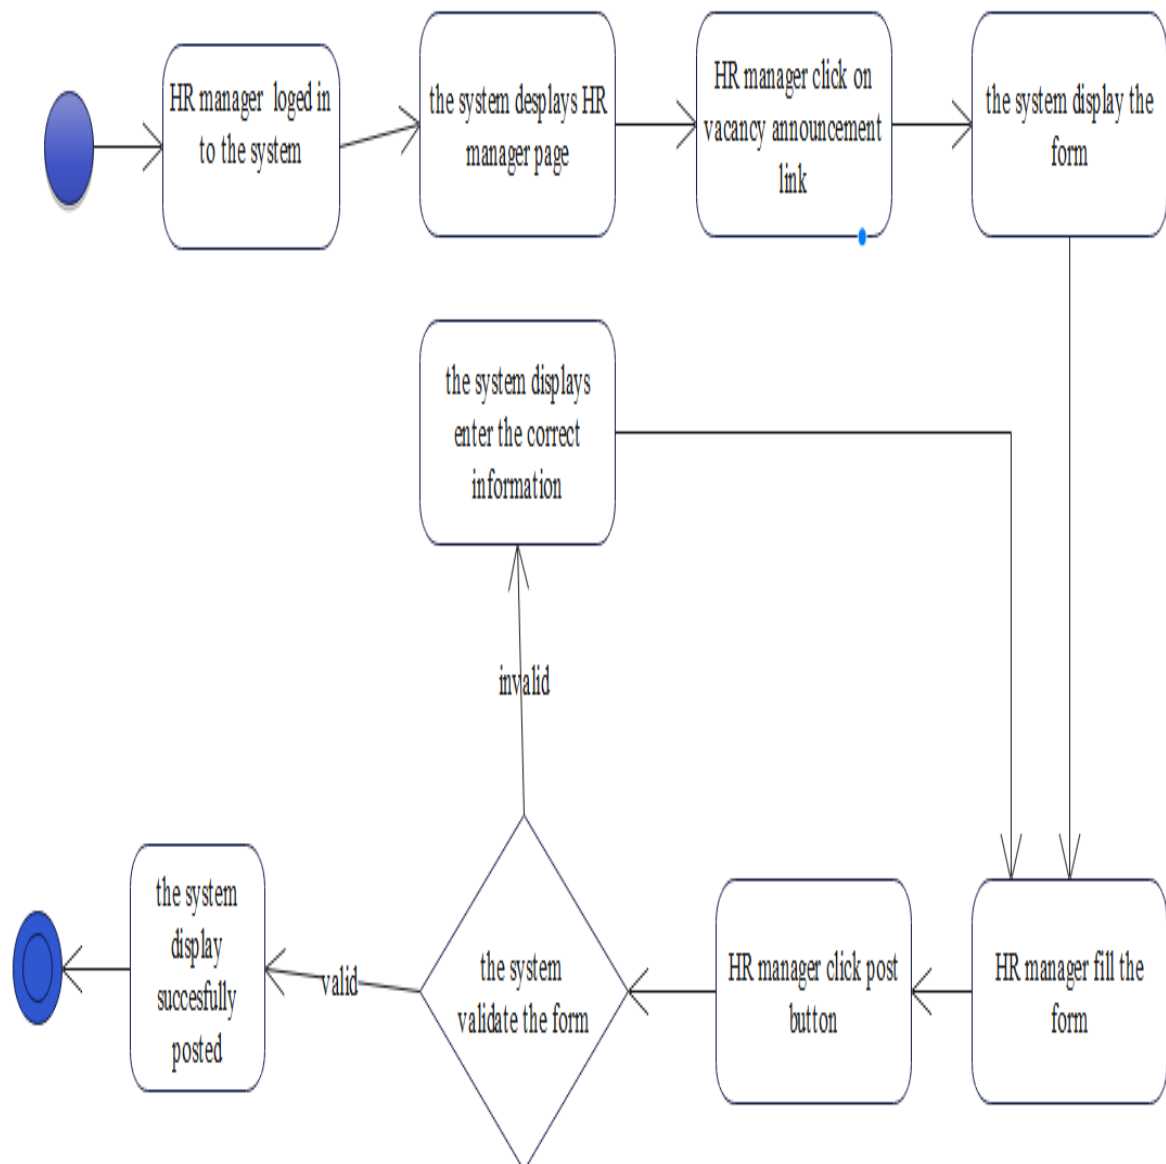 HR manager loged in
to the system
the system desplays HR
manager page
HR manager click on
vacancy announcement
link
the system display the
form
the system displays
enter the correct
information
invalid
the system
display
succesfully
posted
valid
the system
validate the form
HR manager click post
button
HR manager fill the
form